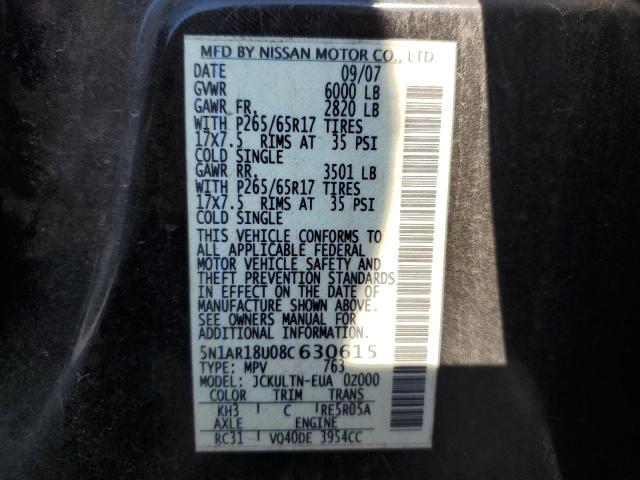 MFD BY NISSAN MOTOR CO., LTD.
DATE 09/07
GVWR 6000 LB
GAWR FR. 2820 LB
WITH P265/65R17 TIRES
17X7.5 RIMS AT 35 PSI
COLD SINGLE
GAWR RR. 3501 LB
WITH P265/65R17 TIRES
17X7.5 RIMS AT 35 PSI
COLD SINGLE
THIS VEHICLE CONFORMS TO
ALL APPLICABLE FEDERAL
MOTOR VEHICLE SAFETY AND
THEFT PREVENTION STANDARDS
IN EFFECT ON THE DATE OF
MANUFACTURE SHOWN ABOVE.
SEE OWNERS MANUAL FOR
ADDITIONAL INFORMATION.
5N1AR18U08C630615
TYPE: MPV 763
MODEL: JCKULTN-EUA 0Z000
COLOR TRIM TRANS
KH3 C RE5R05A
AXLE ENGINE
RC31 VQ40DE 3954CC